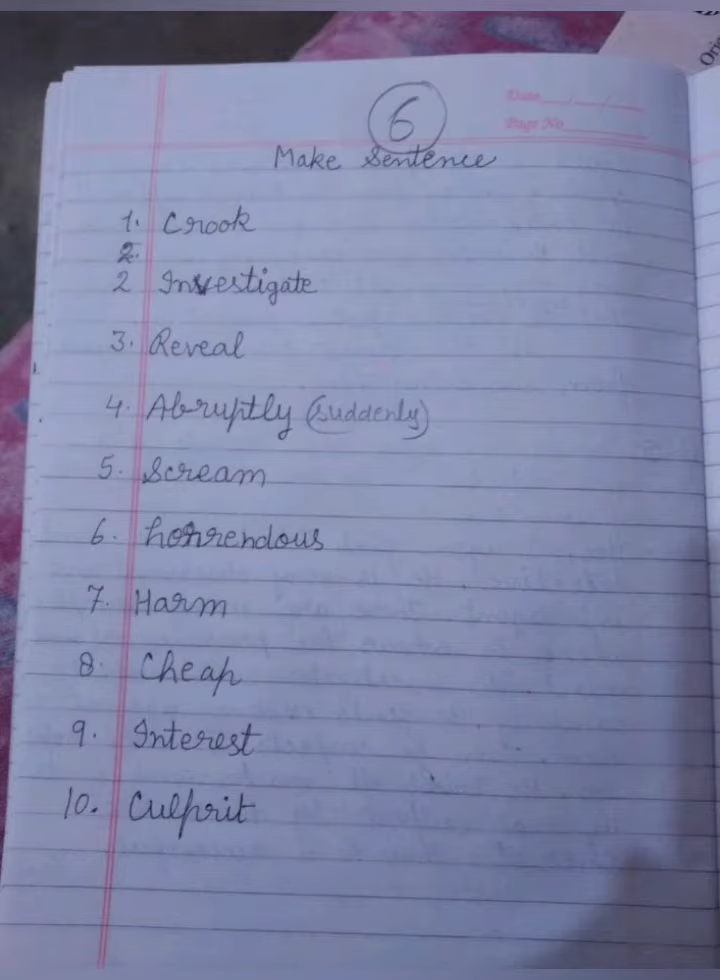 6
Date
Page No
Make Sentence
1. Crook
2.
2 Investigate
3. Reveal
4. Abruptly (suddenly)
5. Scream
6. horrendous
7. Harm
8. Cheap
9. Interest
10. Culprit